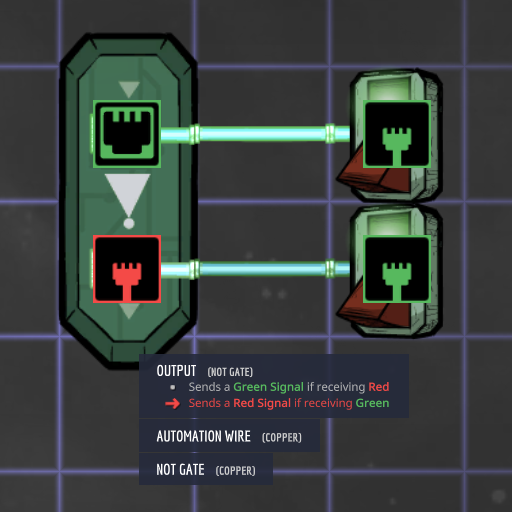 OUTPUT (NOT GATE)
Sends a Green Signal if receiving Red
Sends a Red Signal if receiving Green
AUTOMATION WIRE (COPPER)
NOT GATE (COPPER)